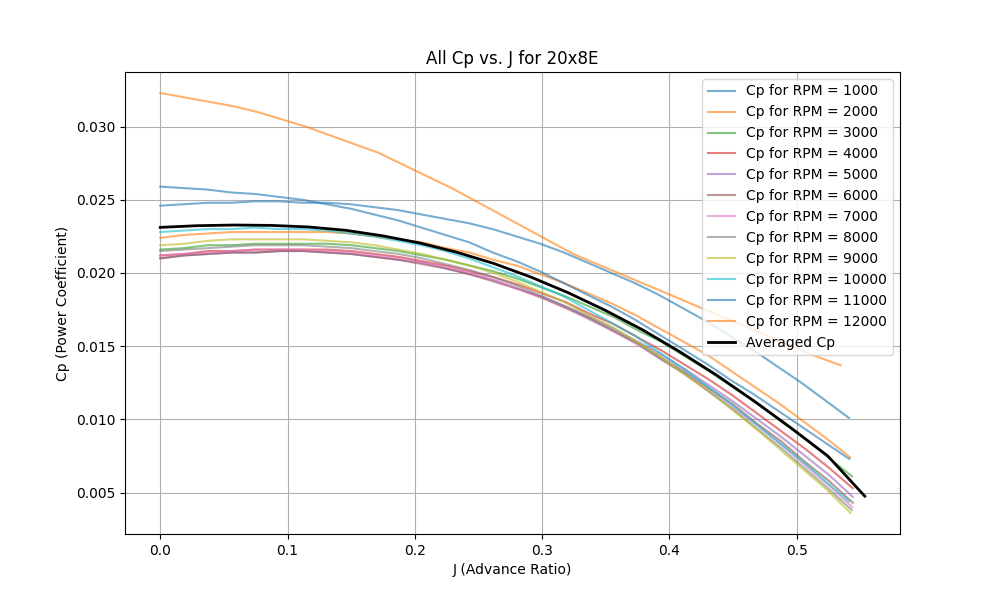 All Cp vs. J for 20x8E
Cp (Power Coefficient)
0.030
0.025
0.020
0.015
0.010
0.005
Cp for RPM = 1000
Cp for RPM = 2000
Cp for RPM = 3000
Cp for RPM = 4000
Cp for RPM = 5000
Cp for RPM = 6000
Cp for RPM = 7000
Cp for RPM = 8000
Cp for RPM = 9000
Cp for RPM = 10000
Cp for RPM = 11000
Cp for RPM = 12000
Averaged Cp
0.0 0.1 0.2 0.3 0.4 0.5
J (Advance Ratio)